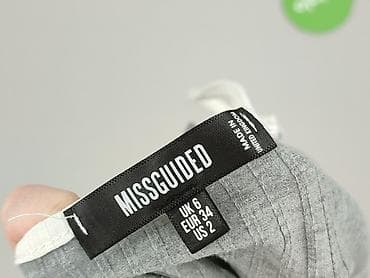 MISSGUIDED
UK 6
EUR 34
US 2
MADE IN
UNITED KINGDOM